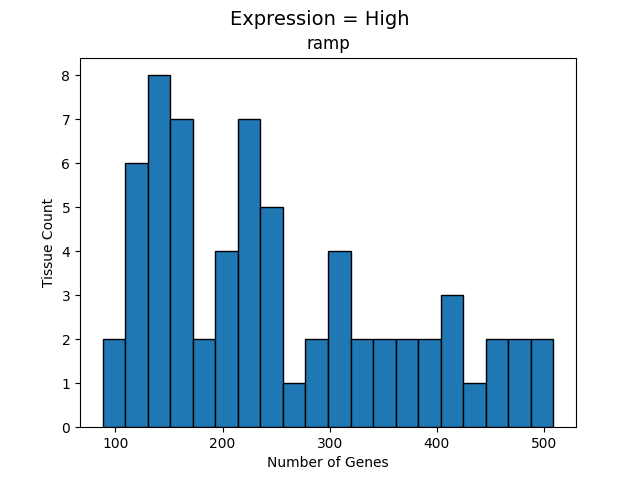 Expression = High
ramp
8
7
6
5
4
3
2
1
0
Tissue Count
100 200 300 400 500
Number of Genes